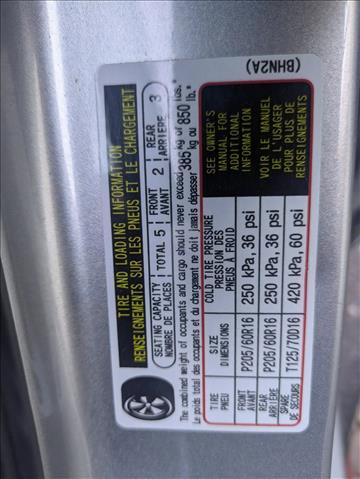 TIRE AND LOADING INFORMATION
RENSEIGNEMENTS SUR LES PNEUS ET LE CHARGEMENT
SEATING CAPACITY TOTAL 5 FRONT 2 REAR 3
NOMBRE DE PLACES AVANT ARRIÈRE
The combined weight of occupants and cargo should never exceed 385 kg or 850 lbs.
Le poids total des occupants et du chargement ne doit jamais dépasser 385 kg ou 850 lb.
TIRE SIZE COLD TIRE PRESSURE
PNEU DIMENSIONS PRESSION DES PNEUS À FROID
FRONT AVANT P205/60R16 250 kPa, 36 psi
REAR ARRIÈRE P205/60R16 250 kPa, 36 psi
SPARE DE SECOURS T125/70D16 420 kPa, 60 psi
SEE OWNER'S
MANUAL FOR
ADDITIONAL
INFORMATION
VOIR LE MANUEL
DE L'USAGER
POUR PLUS DE
RENSEIGNEMENTS
(BHN2A)